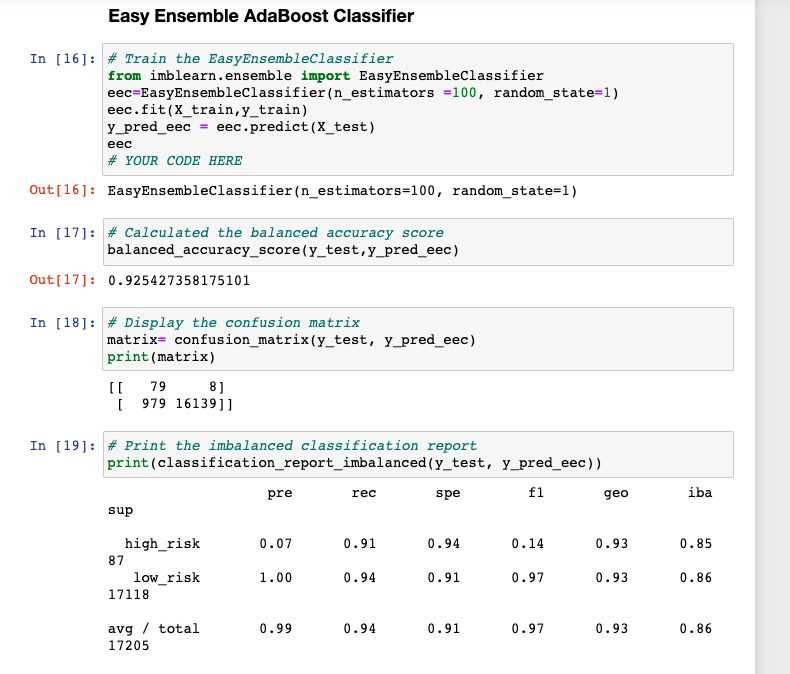 Easy Ensemble AdaBoost Classifier
In [16]: # Train the EasyEnsembleClassifier
from imblearn.ensemble import EasyEnsembleClassifier
eec=EasyEnsembleClassifier(n_estimators =100, random_state=1)
eec.fit(X_train,y_train)
y_pred_eec = eec.predict(X_test)
eec
# YOUR CODE HERE
Out[16]: EasyEnsembleClassifier(n_estimators=100, random_state=1)
In [17]: # Calculated the balanced accuracy score
balanced_accuracy_score(y_test,y_pred_eec)
Out[17]: 0.925427358175101
In [18]: # Display the confusion matrix
matrix= confusion_matrix(y_test, y_pred_eec)
print(matrix)
[[   79     8]
 [  979 16139]]
In [19]: # Print the imbalanced classification report
print(classification_report_imbalanced(y_test, y_pred_eec))
pre rec spe f1 geo iba
sup
high_risk 0.07 0.91 0.94 0.14 0.93 0.85
87
low_risk 1.00 0.94 0.91 0.97 0.93 0.86
17118
avg / total 0.99 0.94 0.91 0.97 0.93 0.86
17205